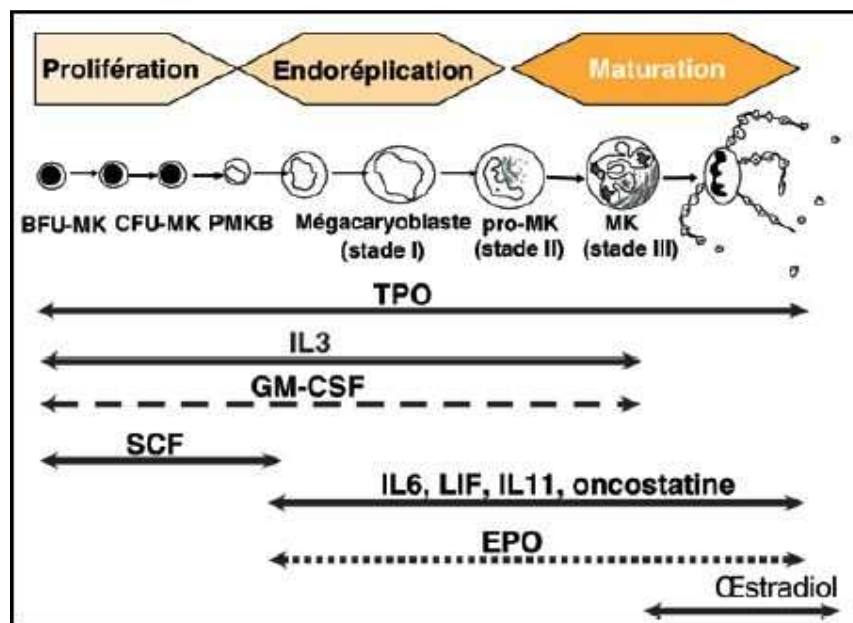 Prolifération Endoréplication Maturation
BFU-MK CFU-MK PMKB Mégacaryoblaste pro-MK MK
(stade I) (stade II) (stade III)
TPO
IL3
GM-CSF
SCF
IL6, LIF, IL11, oncostatine
EPO
Œstradiol